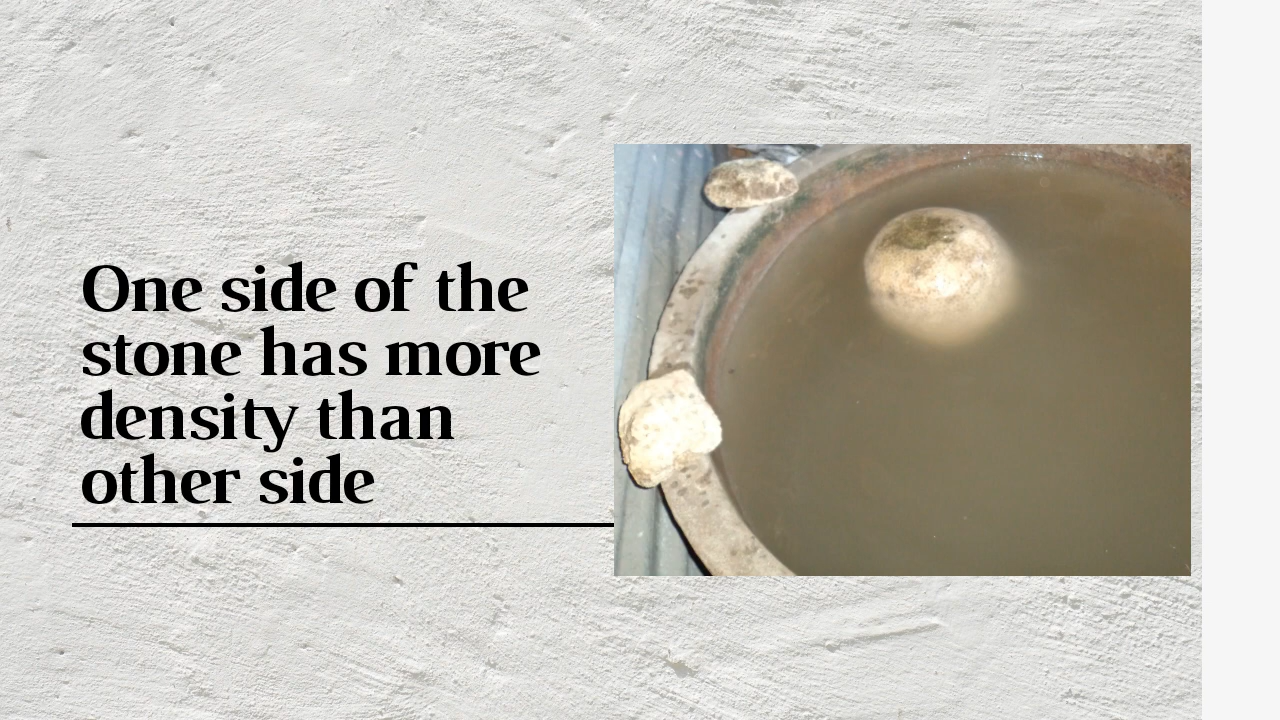 One side of the
stone has more
density than
other side